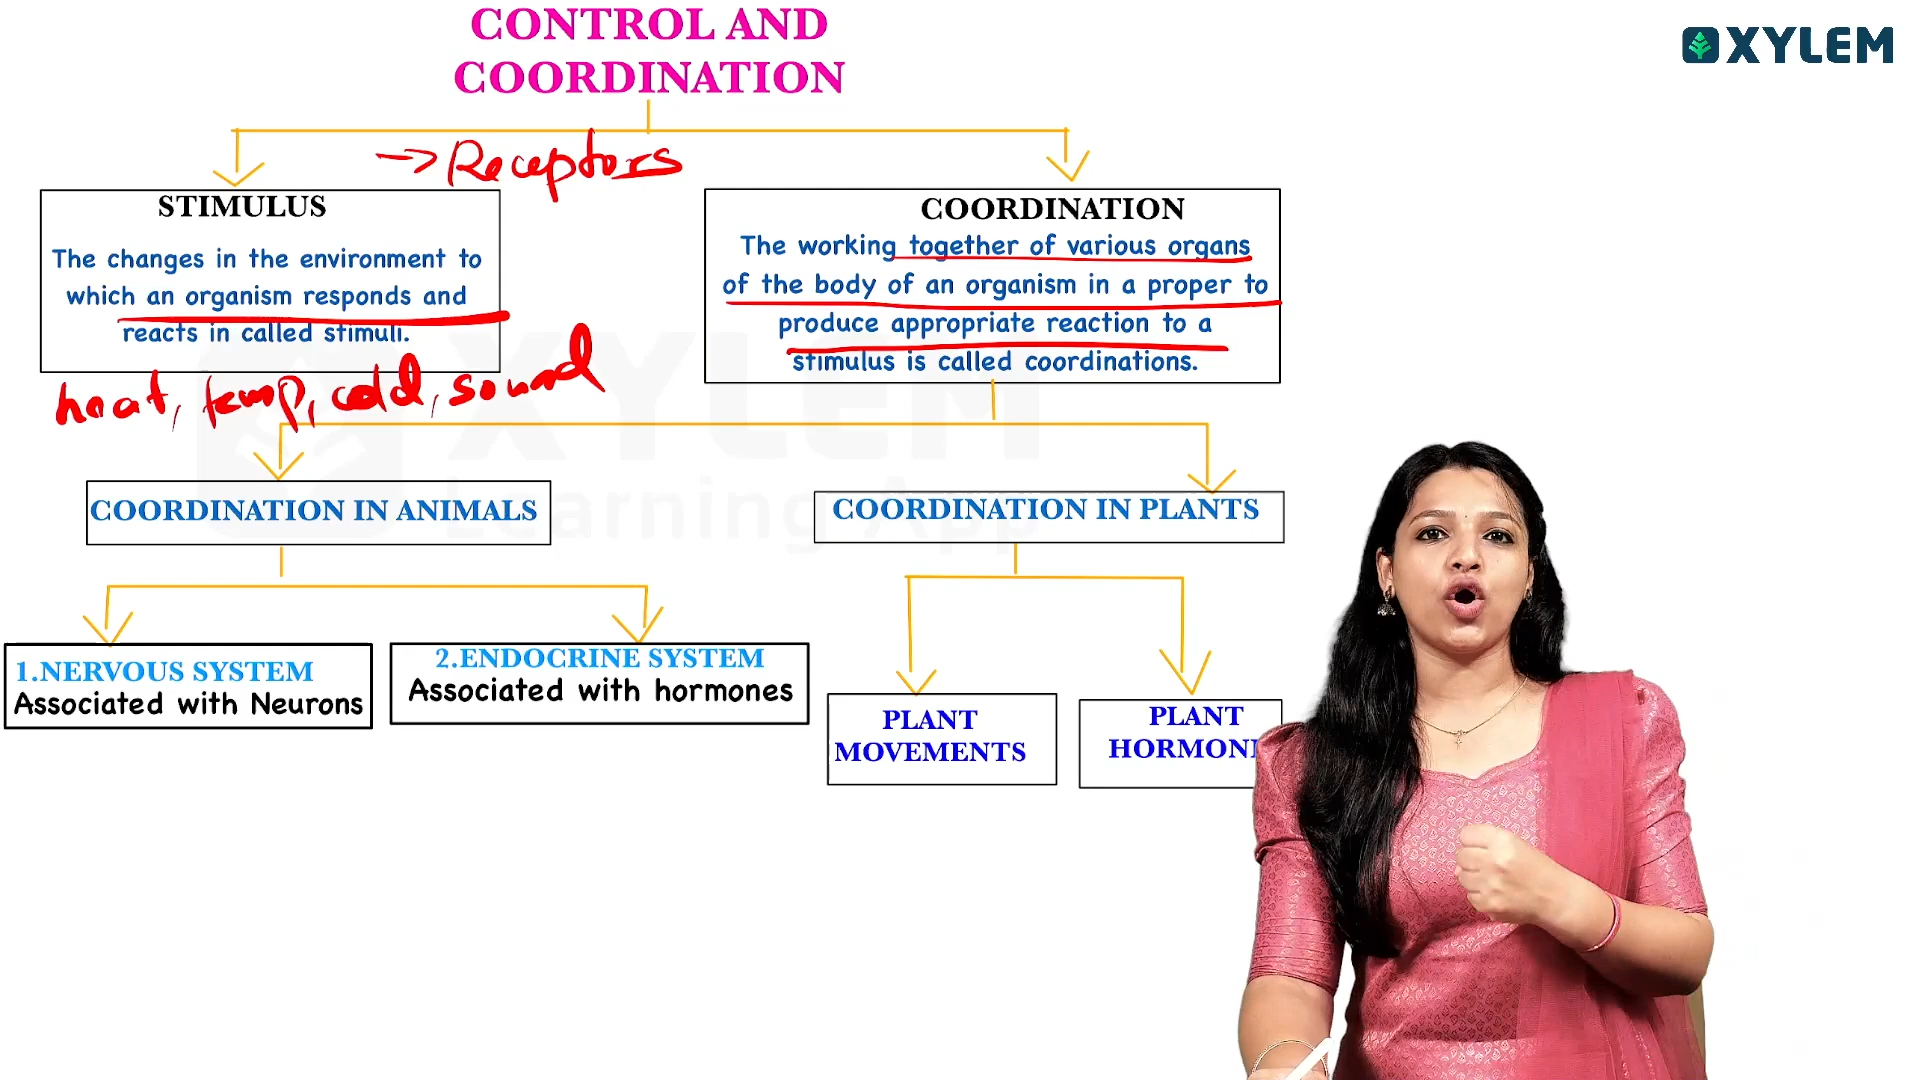 CONTROL AND
COORDINATION
XYLEM
→ Receptors
STIMULUS
The changes in the environment to
which an organism responds and
reacts in called stimuli.
heat, temp, cold, sound
COORDINATION
The working together of various organs
of the body of an organism in a proper to
produce appropriate reaction to a
stimulus is called coordinations.
XYLEM
Learning App
COORDINATION IN ANIMALS
COORDINATION IN PLANTS
1.NERVOUS SYSTEM
Associated with Neurons
2.ENDOCRINE SYSTEM
Associated with hormones
PLANT
MOVEMENTS
PLANT